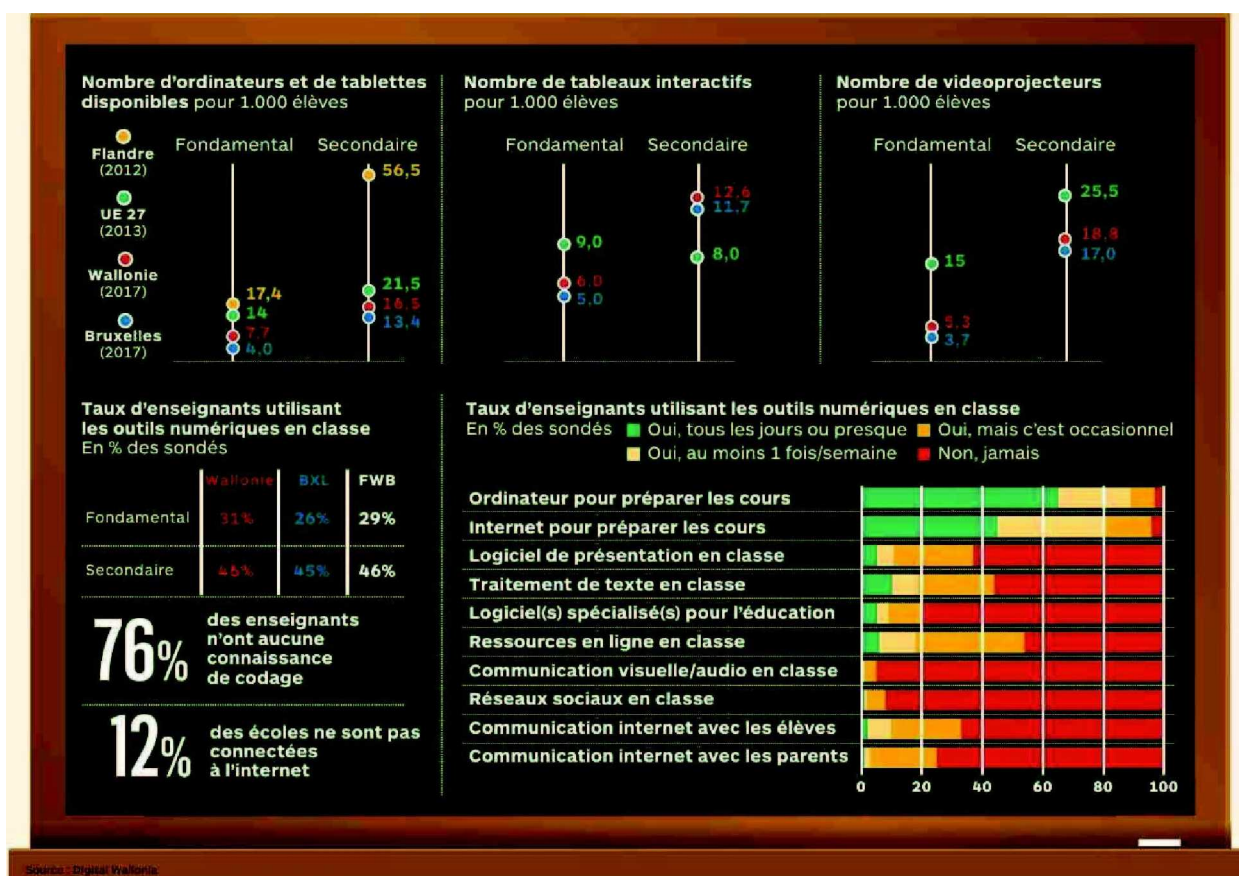 Nombre d'ordinateurs et de tablettes
disponibles pour 1.000 élèves
Flandre
(2012)
UE 27
(2013)
Wallonie
(2017)
Bruxelles
(2017)
Fondamental Secondaire
56,5
17,4
14
7,7
4,0
21,5
16,5
13,4
Nombre de tableaux interactifs
pour 1.000 élèves
Fondamental Secondaire
9,0
6,0
5,0
12,6
11,7
8,0
Nombre de videoprojecteurs
pour 1.000 élèves
Fondamental Secondaire
15
5,3
3,7
25,5
18,8
17,0
Taux d'enseignants utilisant
les outils numériques en classe
En % des sondés
Wallonie BXL FWB
Fondamental 31% 26% 29%
Secondaire 45% 46%
76% des enseignants
n'ont aucune
connaissance
de codage
12% des écoles ne sont pas
connectées
à l'internet
Taux d'enseignants utilisant les outils numériques en classe
En % des sondés Oui, tous les jours ou presque Oui, mais c'est occasionnel
Oui, au moins 1 fois/semaine Non, jamais
Ordinateur pour préparer les cours
Internet pour préparer les cours
Logiciel de présentation en classe
Traitement de texte en classe
Logiciel(s) spécialisé(s) pour l'éducation
Ressources en ligne en classe
Communication visuelle/audio en classe
Réseaux sociaux en classe
Communication internet avec les élèves
Communication internet avec les parents
0 20 40 60 80 100
Source : Digital Wallonia